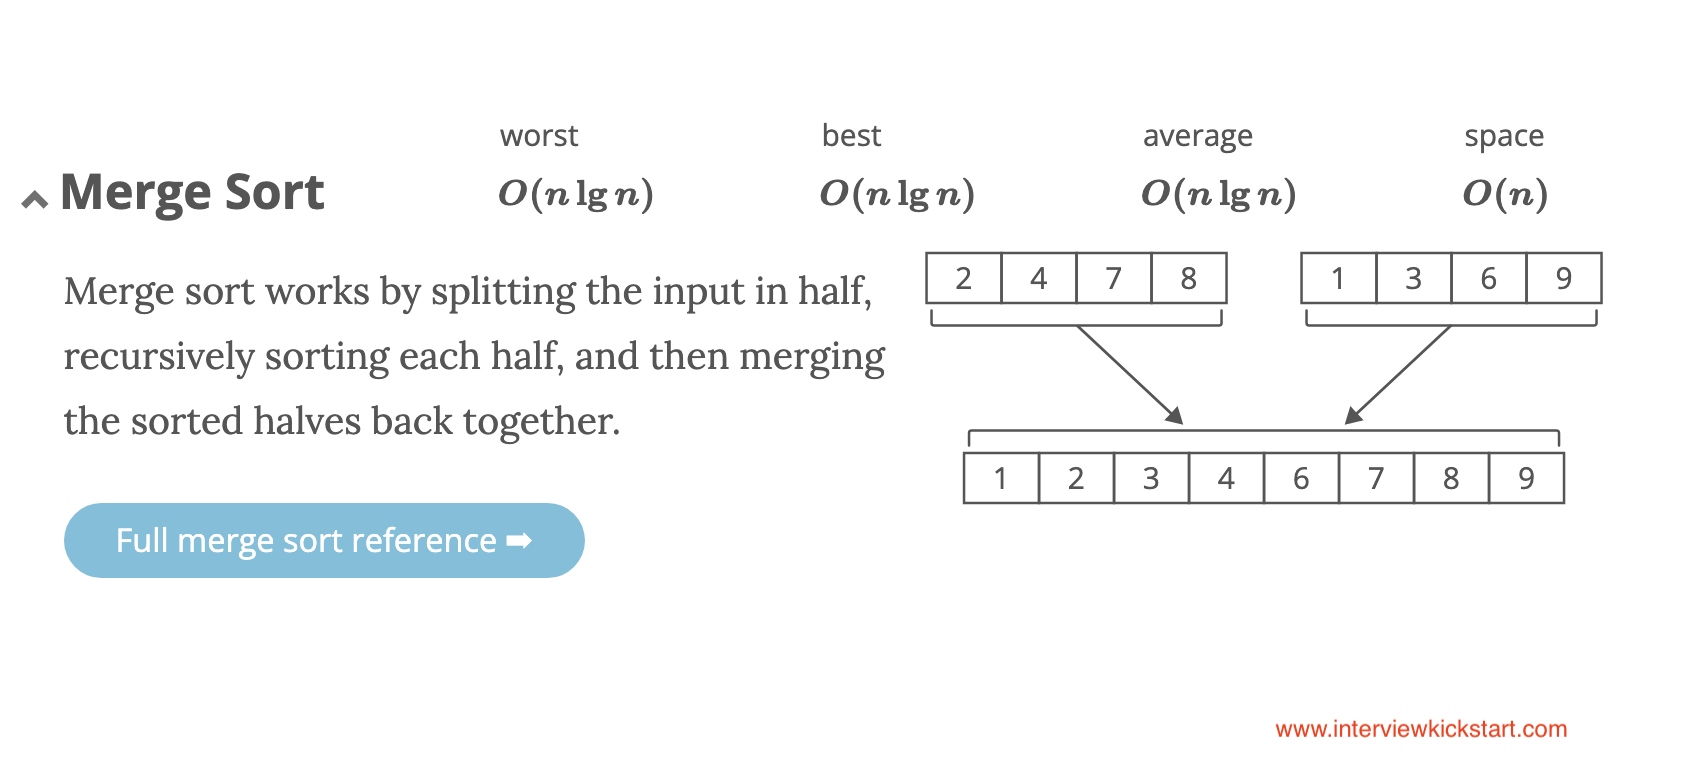 worst best average space
Merge Sort O(n lg n) O(n lg n) O(n lg n) O(n)
Merge sort works by splitting the input in half,
recursively sorting each half, and then merging
the sorted halves back together.
Full merge sort reference ➡
2 4 7 8 1 3 6 9
1 2 3 4 6 7 8 9
www.interviewkickstart.com